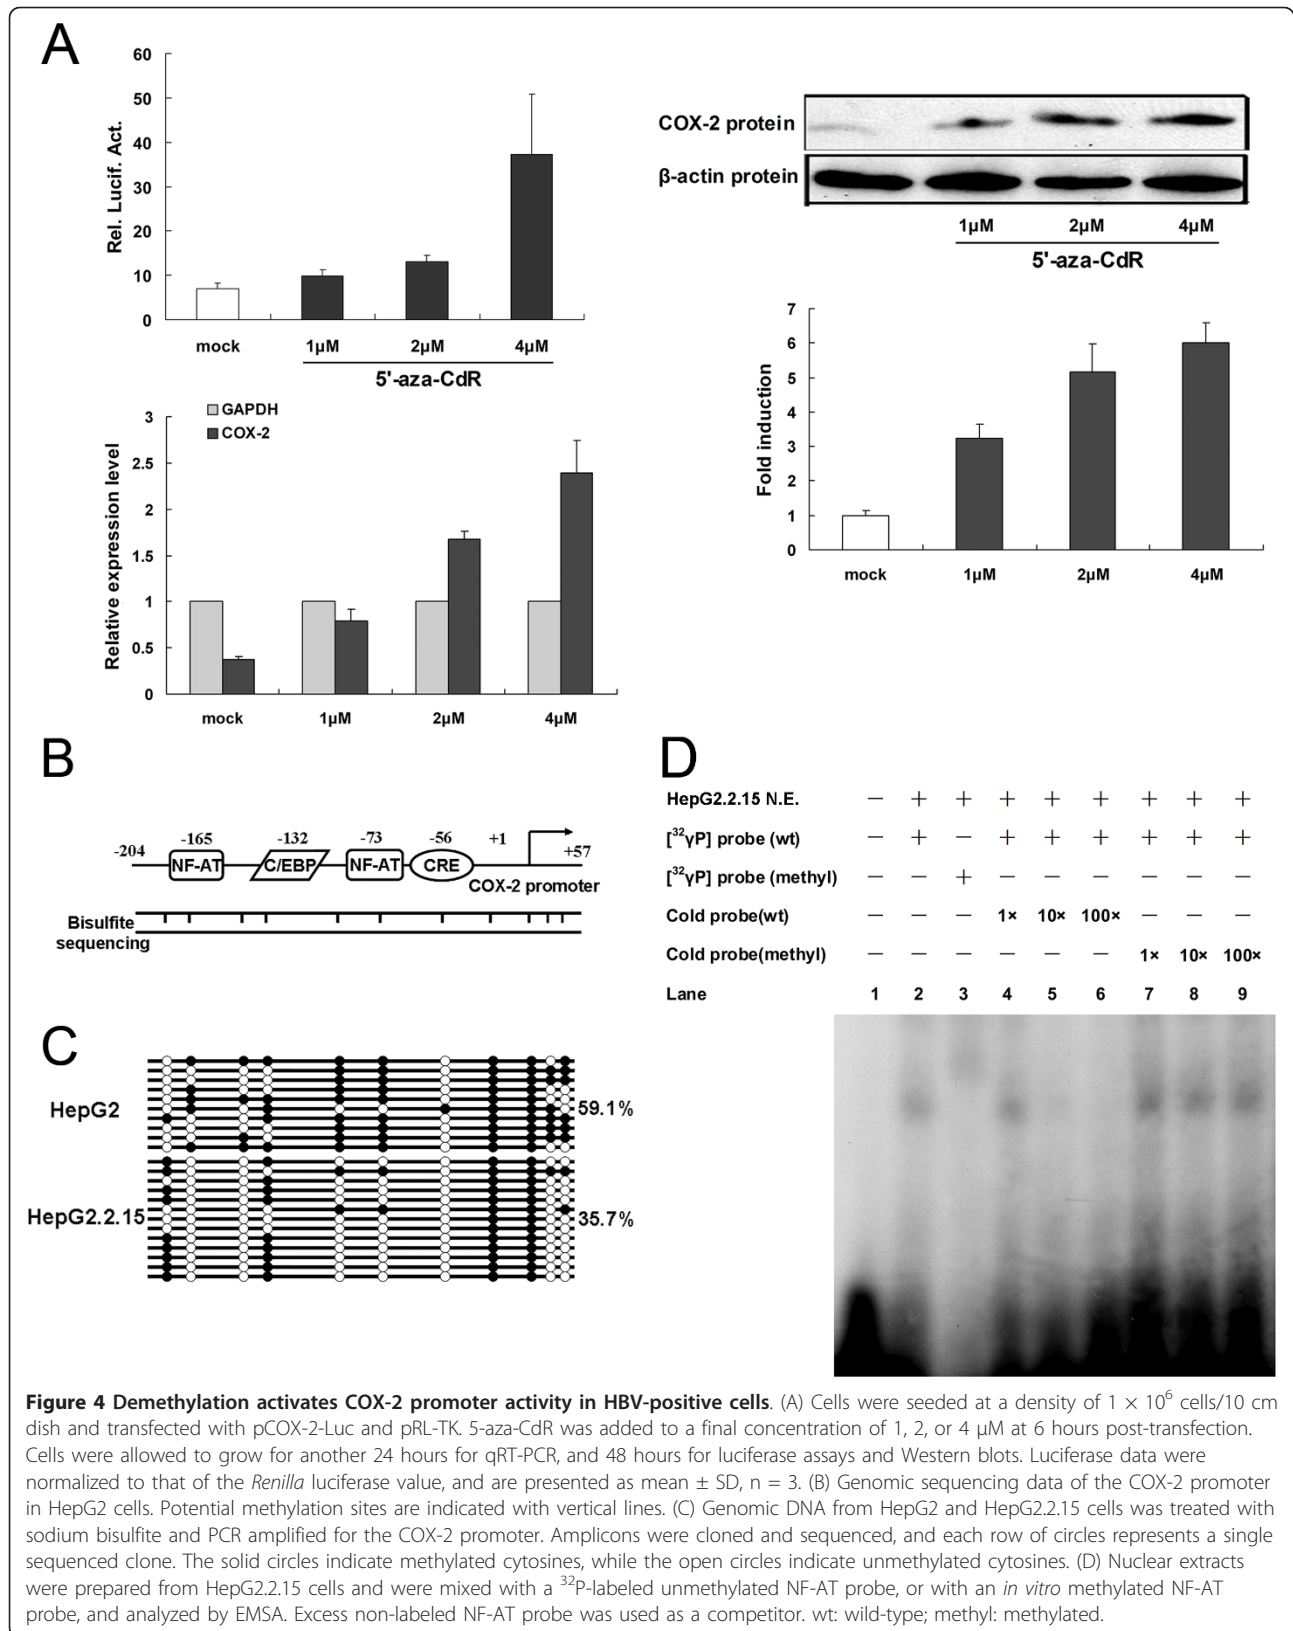 A
60
50
40
30
20
10
0
Rel. Lucif. Act.
mock 1μM 2μM 4μM
5'-aza-CdR
COX-2 protein
β-actin protein
1μM 2μM 4μM
5'-aza-CdR
GAPDH
COX-2
3
2.5
2
1.5
1
0.5
0
Relative expression level
mock 1μM 2μM 4μM
7
6
5
4
3
2
1
0
Fold induction
mock 1μM 2μM 4μM
B
-204 -165 -132 -73 -56 +1 +57
NF-AT C/EBP NF-AT CRE
COX-2 promoter
Bisulfite
sequencing
C
HepG2 59.1%
HepG2.2.15 35.7%
D
HepG2.2.15 N.E. − + + + + + + + +
[³²γP] probe (wt) − + − + + + + + +
[³²γP] probe (methyl) − − + − − − − − −
Cold probe(wt) − − − 1× 10× 100× − − −
Cold probe(methyl) − − − − − − 1× 10× 100×
Lane 1 2 3 4 5 6 7 8 9
Figure 4 Demethylation activates COX-2 promoter activity in HBV-positive cells. (A) Cells were seeded at a density of 1 × 10⁶ cells/10 cm
dish and transfected with pCOX-2-Luc and pRL-TK. 5-aza-CdR was added to a final concentration of 1, 2, or 4 μM at 6 hours post-transfection.
Cells were allowed to grow for another 24 hours for qRT-PCR, and 48 hours for luciferase assays and Western blots. Luciferase data were
normalized to that of the Renilla luciferase value, and are presented as mean ± SD, n = 3. (B) Genomic sequencing data of the COX-2 promoter
in HepG2 cells. Potential methylation sites are indicated with vertical lines. (C) Genomic DNA from HepG2 and HepG2.2.15 cells was treated with
sodium bisulfite and PCR amplified for the COX-2 promoter. Amplicons were cloned and sequenced, and each row of circles represents a single
sequenced clone. The solid circles indicate methylated cytosines, while the open circles indicate unmethylated cytosines. (D) Nuclear extracts
were prepared from HepG2.2.15 cells and were mixed with a ³²P-labeled unmethylated NF-AT probe, or with an in vitro methylated NF-AT
probe, and analyzed by EMSA. Excess non-labeled NF-AT probe was used as a competitor. wt: wild-type; methyl: methylated.